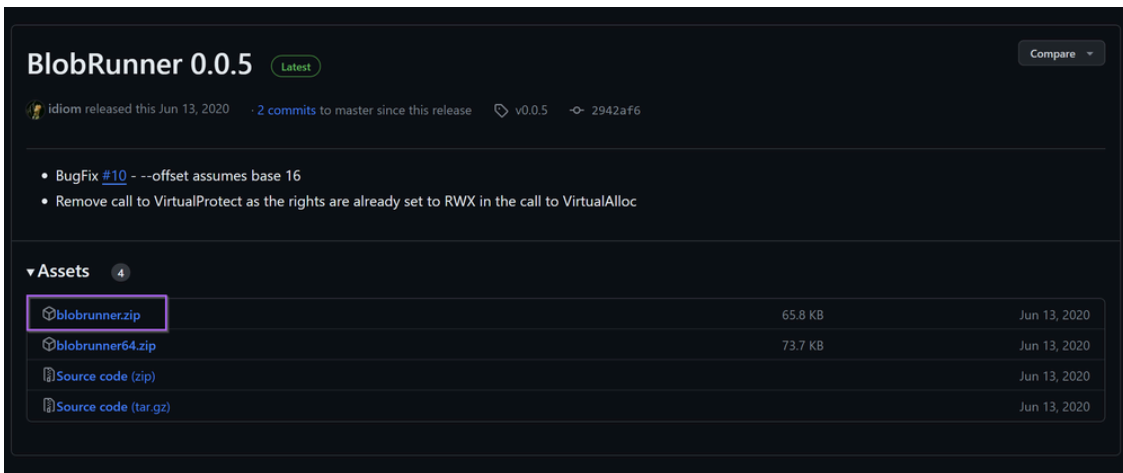 BlobRunner 0.0.5 Latest
Compare
idiom released this Jun 13, 2020 · 2 commits to master since this release v0.0.5 2942af6
BugFix #10 - --offset assumes base 16
Remove call to VirtualProtect as the rights are already set to RWX in the call to VirtualAlloc
Assets 4
blobrunner.zip 65.8 KB Jun 13, 2020
blobrunner64.zip 73.7 KB Jun 13, 2020
Source code (zip) Jun 13, 2020
Source code (tar.gz) Jun 13, 2020